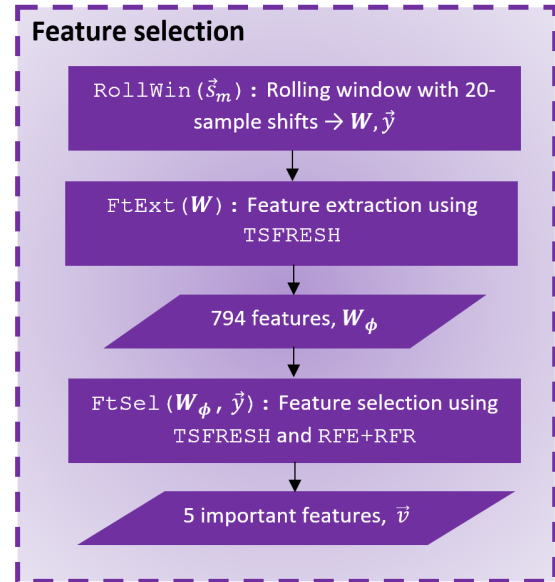 Feature selection
RollWin(s⃗ₘ): Rolling window with 20-
sample shifts → W, y⃗
FtExt(W): Feature extraction using
TSFRESH
794 features, W_ϕ
FtSel(W_ϕ, y⃗): Feature selection using
TSFRESH and RFE+RFR
5 important features, v⃗